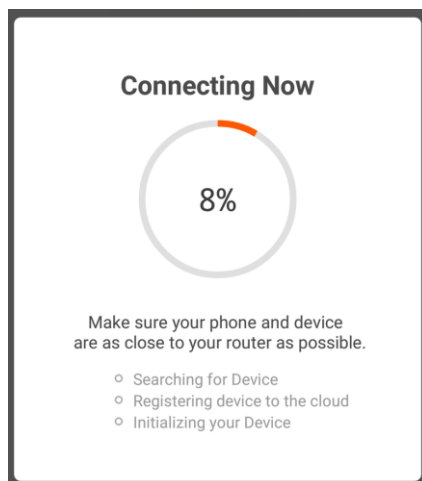 Connecting Now
8%
Make sure your phone and device
are as close to your router as possible.
Searching for Device
Registering device to the cloud
Initializing your Device